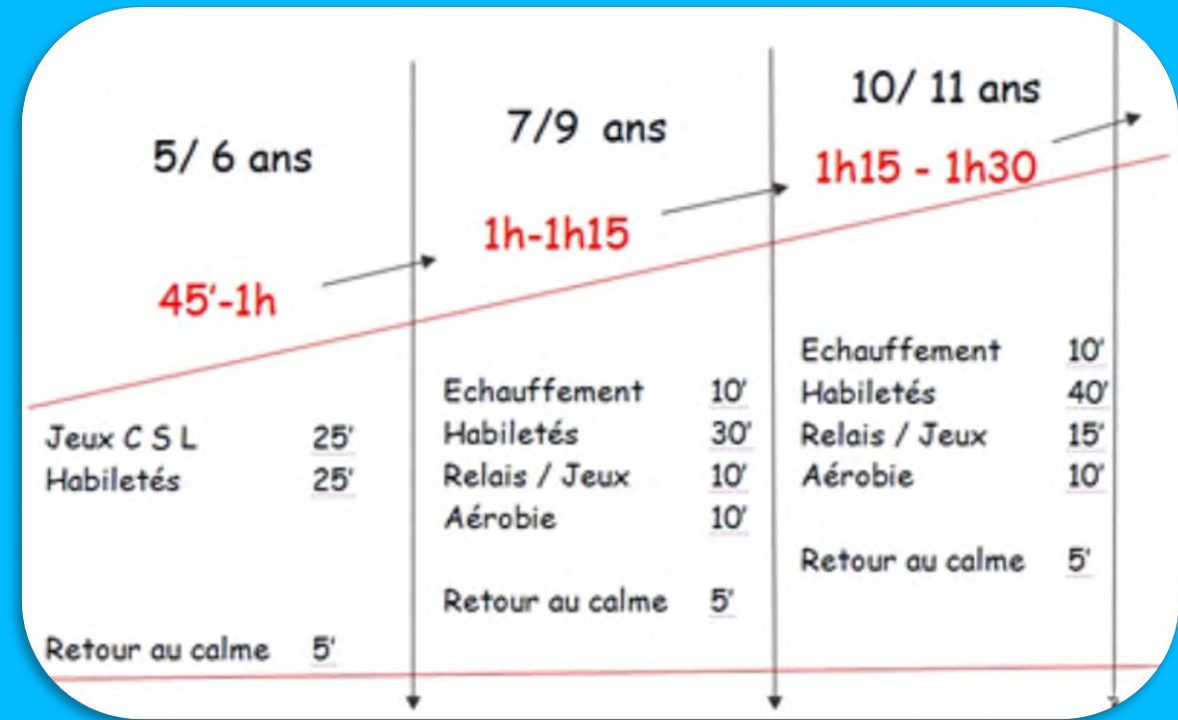 5/ 6 ans
45'-1h
Jeux C S L 25'
Habiletés 25'
Retour au calme 5'
7/9 ans
1h-1h15
Echauffement 10'
Habiletés 30'
Relais / Jeux 10'
Aérobie 10'
Retour au calme 5'
10/ 11 ans
1h15 - 1h30
Echauffement 10'
Habiletés 40'
Relais / Jeux 15'
Aérobie 10'
Retour au calme 5'